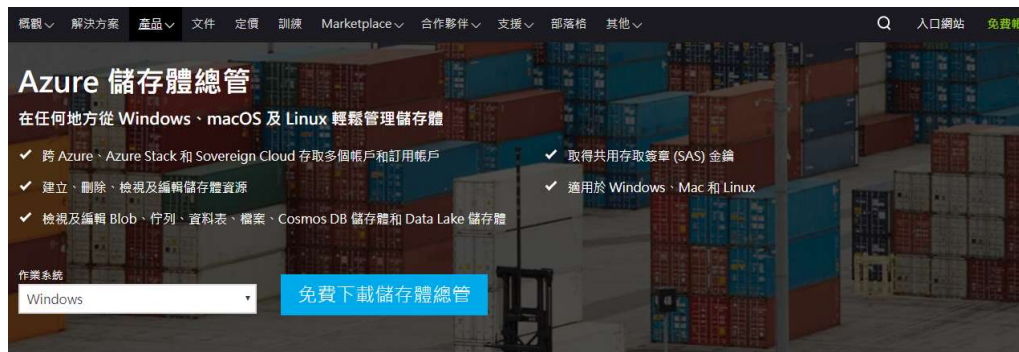 概觀 解決方案 產品 文件 定價 訓練 Marketplace 合作夥伴 支援 部落格 其他 入口網站 免費帳
Azure 儲存體總管
在任何地方從 Windows、macOS 及 Linux 輕鬆管理儲存體
✓ 跨 Azure、Azure Stack 和 Sovereign Cloud 存取多個帳戶和訂用帳戶
✓ 取得共用存取簽章 (SAS) 金鑰
✓ 建立、刪除、檢視及編輯儲存體資源
✓ 適用於 Windows、Mac 和 Linux
✓ 檢視及編輯 Blob、佇列、資料表、檔案、Cosmos DB 儲存體和 Data Lake 儲存體
作業系統
Windows
免費下載儲存體總管